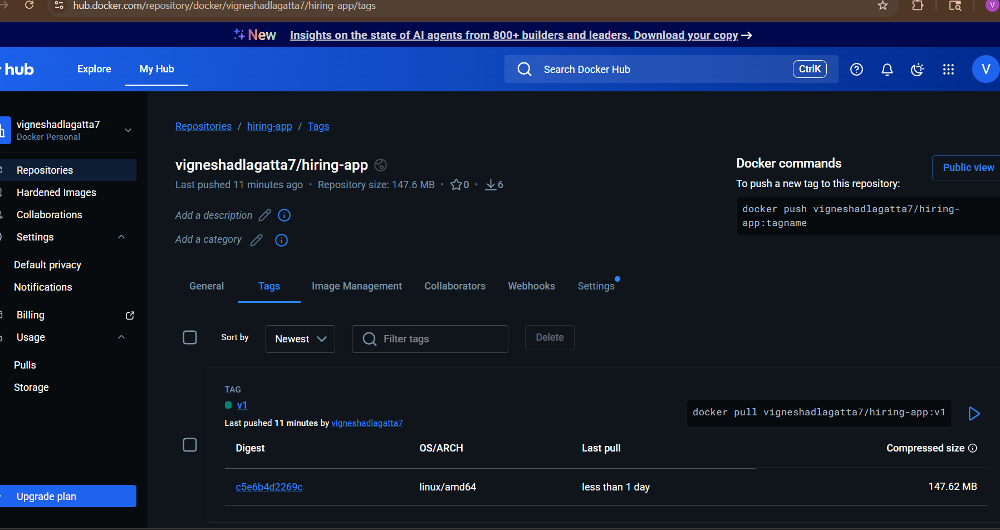 hub.docker.com/repository/docker/vigneshadlagatta7/hiring-app/tags
V
New Insights on the state of AI agents from 800+ builders and leaders. Download your copy →
hub
Explore
My Hub
Search Docker Hub
CtrlK
V
vigneshadlagatta7
Docker Personal
Repositories
Hardened Images
Collaborations
Settings
Default privacy
Notifications
Billing
Usage
Pulls
Storage
Upgrade plan
Repositories / hiring-app / Tags
vigneshadlagatta7/hiring-app
Last pushed 11 minutes ago • Repository size: 147.6 MB • 0 • 6
Add a description
Add a category
Docker commands
Public view
To push a new tag to this repository:
docker push vigneshadlagatta7/hiring-
app:tagname
General
Tags
Image Management
Collaborators
Webhooks
Settings
Sort by
Newest
Filter tags
Delete
TAG
v1
Last pushed 11 minutes by vigneshadlagatta7
docker pull vigneshadlagatta7/hiring-app:v1
Digest OS/ARCH Last pull Compressed size
c5e6b4d2269c linux/amd64 less than 1 day 147.62 MB